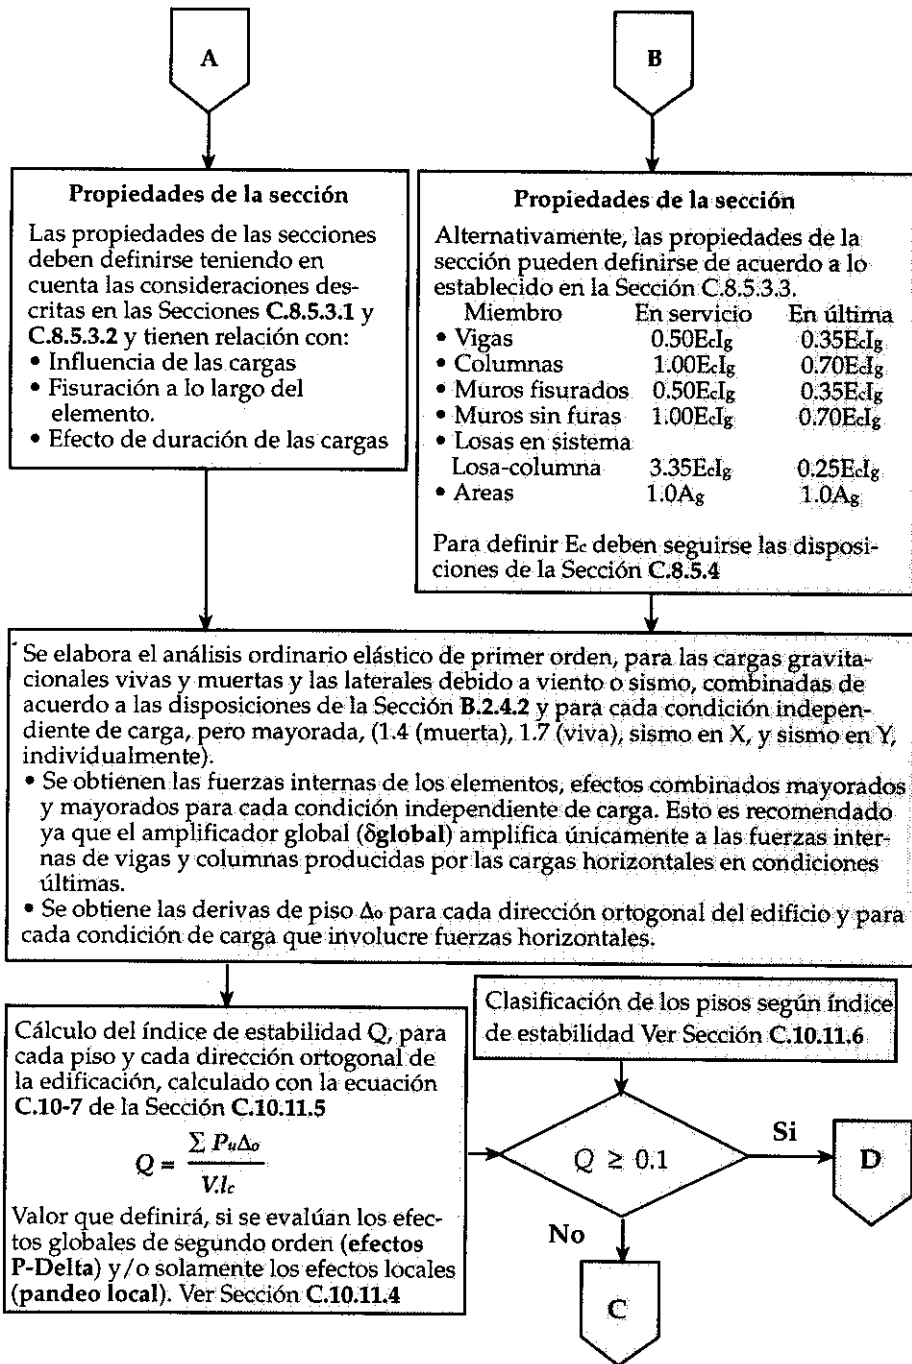 A
B
Propiedades de la sección
Las propiedades de las secciones
deben definirse teniendo en
cuenta las consideraciones des-
critas en las Secciones C.8.5.3.1 y
C.8.5.3.2 y tienen relación con:
• Influencia de las cargas
• Fisuración a lo largo del
elemento.
• Efecto de duración de las cargas
Propiedades de la sección
Alternativamente, las propiedades de la
sección pueden definirse de acuerdo a lo
establecido en la Sección C.8.5.3.3.
Miembro En servicio En última
• Vigas 0.50EcIg 0.35EcIg
• Columnas 1.00EcIg 0.70EcIg
• Muros fisurados 0.50EcIg 0.35EcIg
• Muros sin furas 1.00EcIg 0.70EcIg
• Losas en sistema
Losa-columna 3.35EcIg 0.25EcIg
• Areas 1.0Ag 1.0Ag
Para definir Ec deben seguirse las disposi-
ciones de la Sección C.8.5.4
Se elabora el análisis ordinario elástico de primer orden, para las cargas gravita-
cionales vivas y muertas y las laterales debido a viento o sismo, combinadas de
acuerdo a las disposiciones de la Sección B.2.4.2 y para cada condición indepen-
diente de carga, pero mayorada, (1.4 (muerta), 1.7 (viva), sismo en X, y sismo en Y,
individualmente).
• Se obtienen las fuerzas internas de los elementos, efectos combinados mayorados
y mayorados para cada condición independiente de carga. Esto es recomendado
ya que el amplificador global (δglobal) amplifica únicamente a las fuerzas inter-
nas de vigas y columnas producidas por las cargas horizontales en condiciones
últimas.
• Se obtiene las derivas de piso Δo para cada dirección ortogonal del edificio y para
cada condición de carga que involucre fuerzas horizontales.
Cálculo del índice de estabilidad Q, para
cada piso y cada dirección ortogonal de
la edificación, calculado con la ecuación
C.10-7 de la Sección C.10.11.5
Q = ∑ PuΔo / V.lc
Valor que definirá, si se evalúan los efec-
tos globales de segundo orden (efectos
P-Delta) y/o solamente los efectos locales
(pandeo local). Ver Sección C.10.11.4
Clasificación de los pisos según índice
de estabilidad Ver Sección C.10.11.6
Q ≥ 0.1
Si
D
No
C